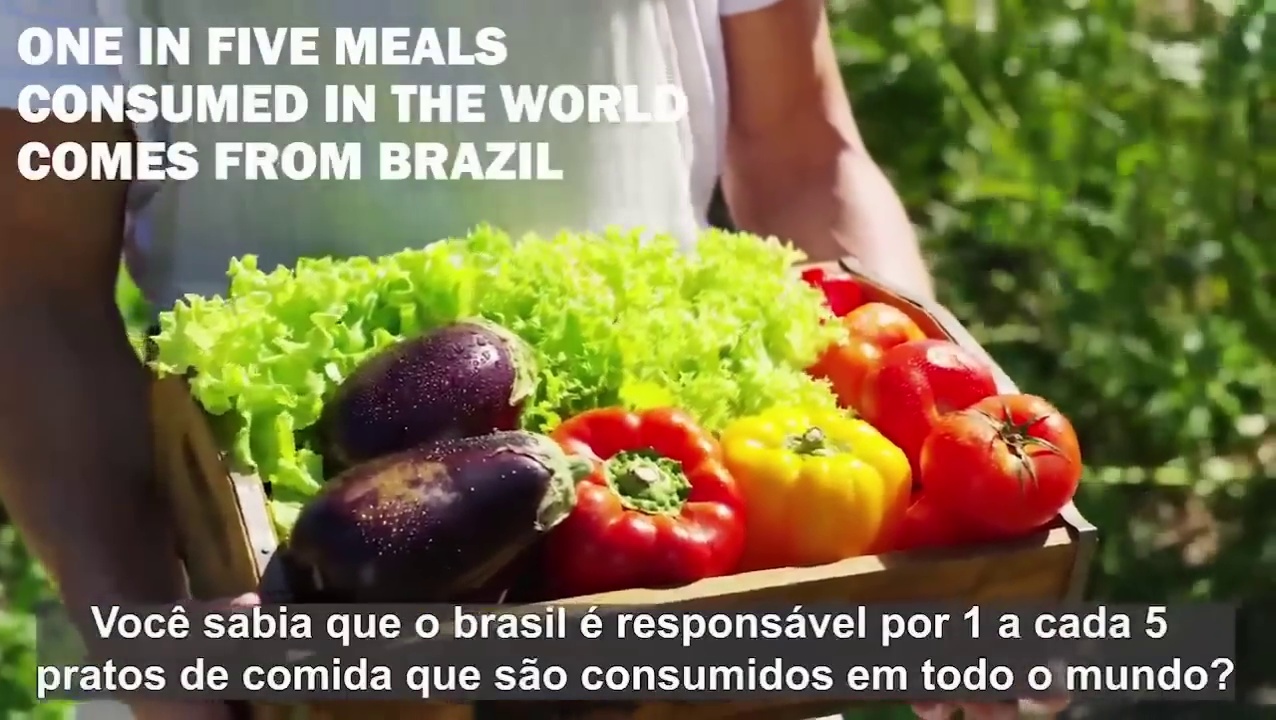 ONE IN FIVE MEALS
CONSUMED IN THE WORLD
COMES FROM BRAZIL
Você sabia que o brasil é responsável por 1 a cada 5
pratos de comida que são consumidos em todo o mundo?